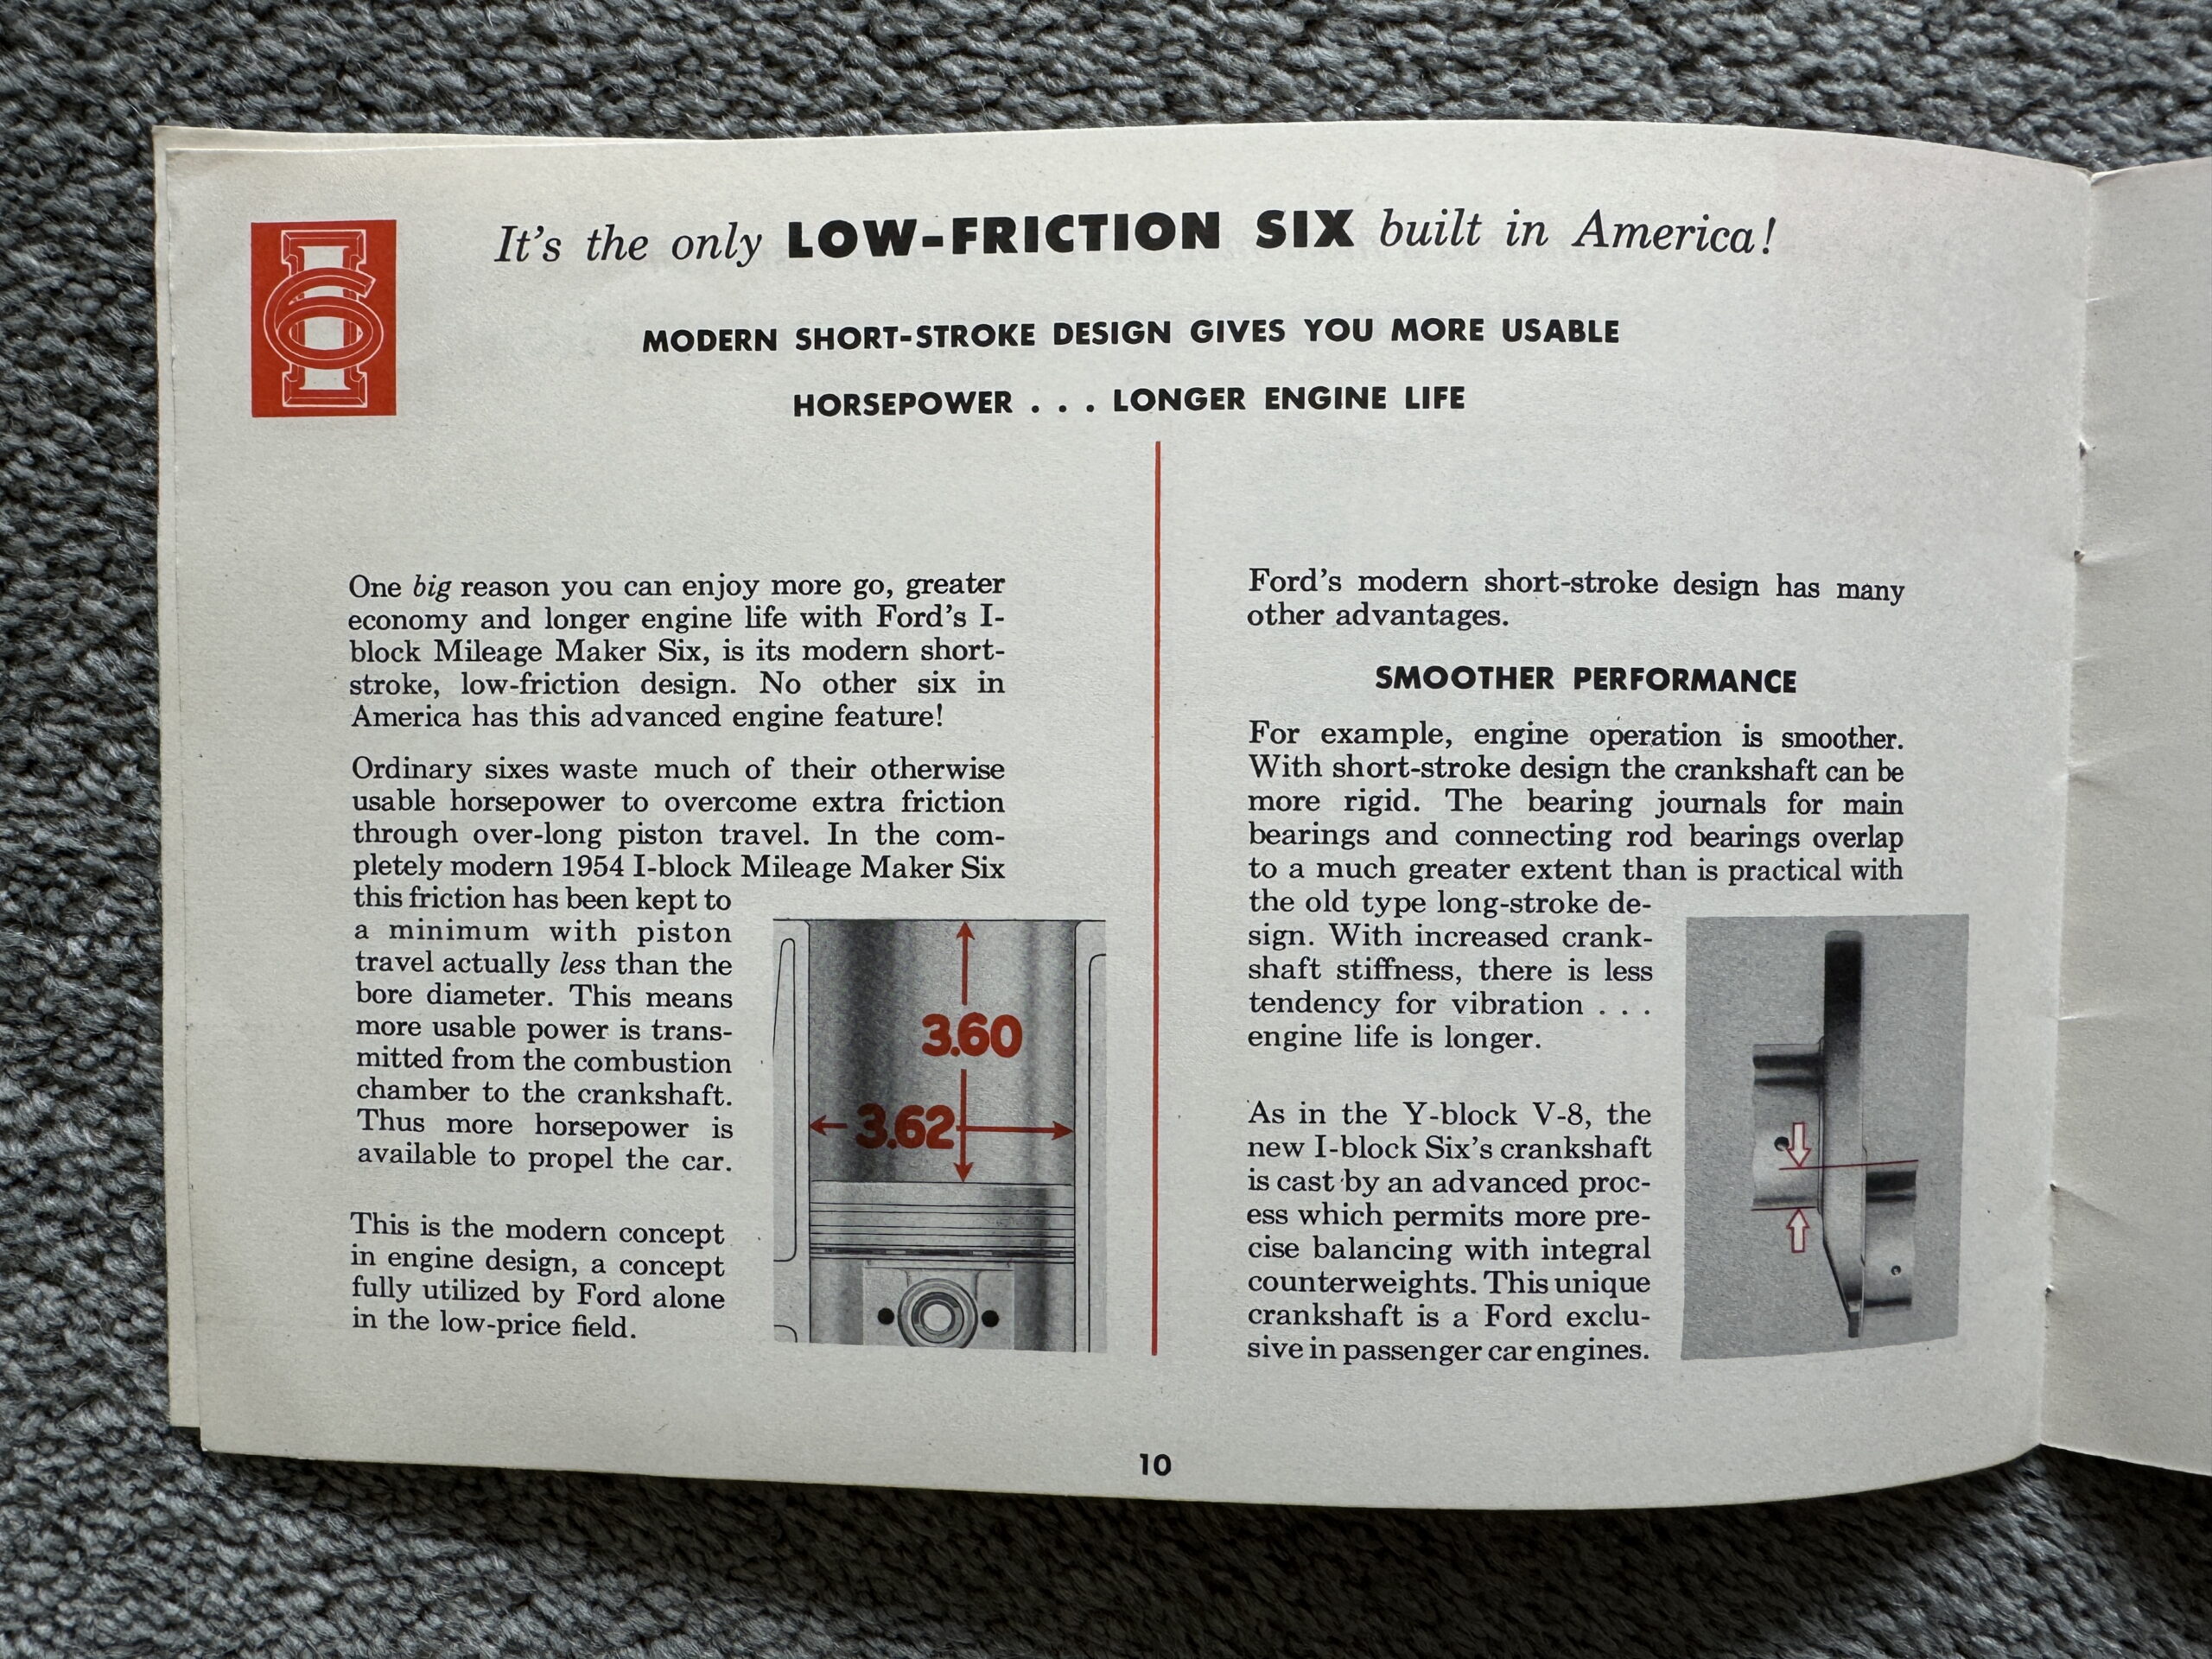 6
It's the only LOW-FRICTION SIX built in America!
MODERN SHORT-STROKE DESIGN GIVES YOU MORE USABLE
HORSEPOWER . . . LONGER ENGINE LIFE
One big reason you can enjoy more go, greater
economy and longer engine life with Ford's I-
block Mileage Maker Six, is its modern short-
stroke, low-friction design. No other six in
America has this advanced engine feature!
Ordinary sixes waste much of their otherwise
usable horsepower to overcome extra friction
through over-long piston travel. In the com-
pletely modern 1954 I-block Mileage Maker Six
this friction has been kept to
a minimum with piston
travel actually less than the
bore diameter. This means
more usable power is trans-
mitted from the combustion
chamber to the crankshaft.
Thus more horsepower is
available to propel the car.
This is the modern concept
in engine design, a concept
fully utilized by Ford alone
in the low-price field.
3.60
3.62
Ford's modern short-stroke design has many
other advantages.
SMOOTHER PERFORMANCE
For example, engine operation is smoother.
With short-stroke design the crankshaft can be
more rigid. The bearing journals for main
bearings and connecting rod bearings overlap
to a much greater extent than is practical with
the old type long-stroke de-
sign. With increased crank-
shaft stiffness, there is less
tendency for vibration . . .
engine life is longer.
As in the Y-block V-8, the
new I-block Six's crankshaft
is cast by an advanced proc-
ess which permits more pre-
cise balancing with integral
counterweights. This unique
crankshaft is a Ford exclu-
sive in passenger car engines.
10